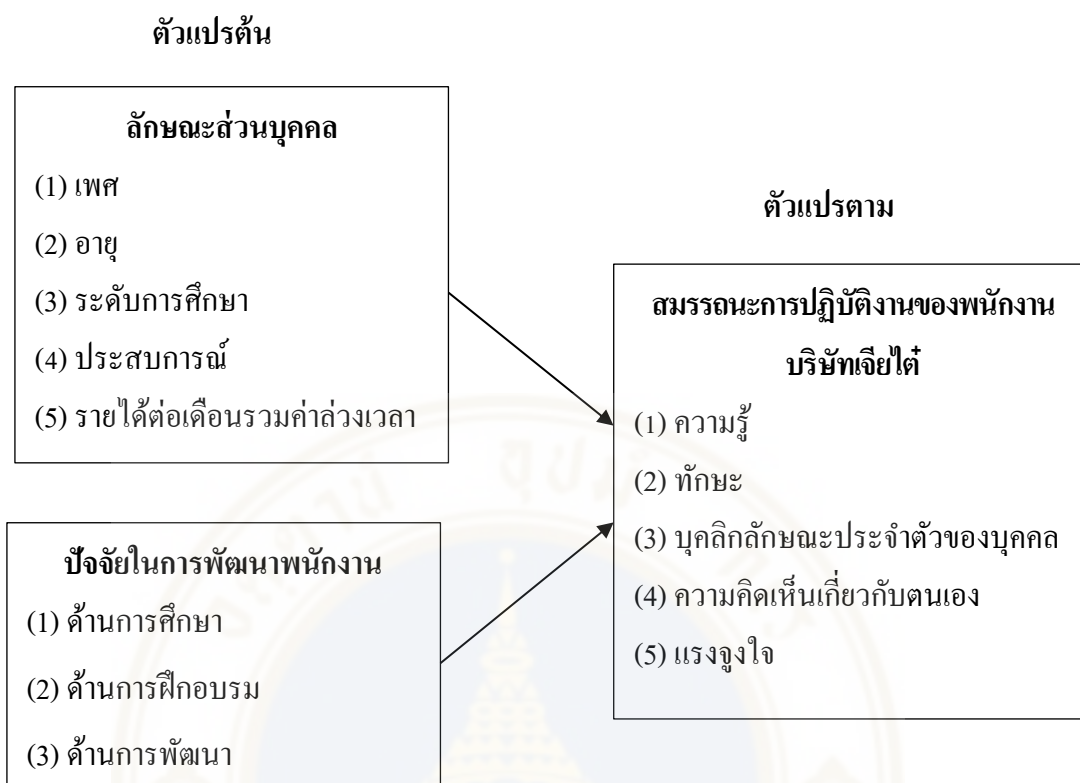 ตัวแปรต้น
ลักษณะส่วนบุคคล
(1) เพศ
(2) อายุ
(3) ระดับการศึกษา
(4) ประสบการณ์
(5) รายได้ต่อเดือนรวมค่าล่วงเวลา
ปัจจัยในการพัฒนาพนักงาน
(1) ด้านการศึกษา
(2) ด้านการฝึกอบรม
(3) ด้านการพัฒนา
ตัวแปรตาม
สมรรถนะการปฏิบัติงานของพนักงาน
บริษัทเจียไต๋
(1) ความรู้
(2) ทักษะ
(3) บุคลิกลักษณะประจำตัวของบุคคล
(4) ความคิดเห็นเกี่ยวกับตนเอง
(5) แรงจูงใจ